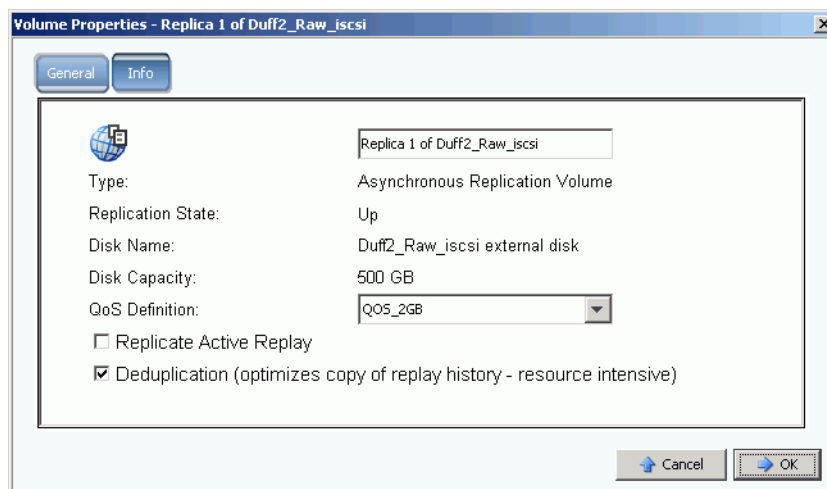 Volume Properties - Replica 1 of Duff2_Raw_iscsi
General Info
Replica 1 of Duff2_Raw_iscsi
Type: Asynchronous Replication Volume
Replication State: Up
Disk Name: Duff2_Raw_iscsi external disk
Disk Capacity: 500 GB
QoS Definition: QOS_2GB
Replicate Active Replay
Deduplication (optimizes copy of replay history - resource intensive)
Cancel OK